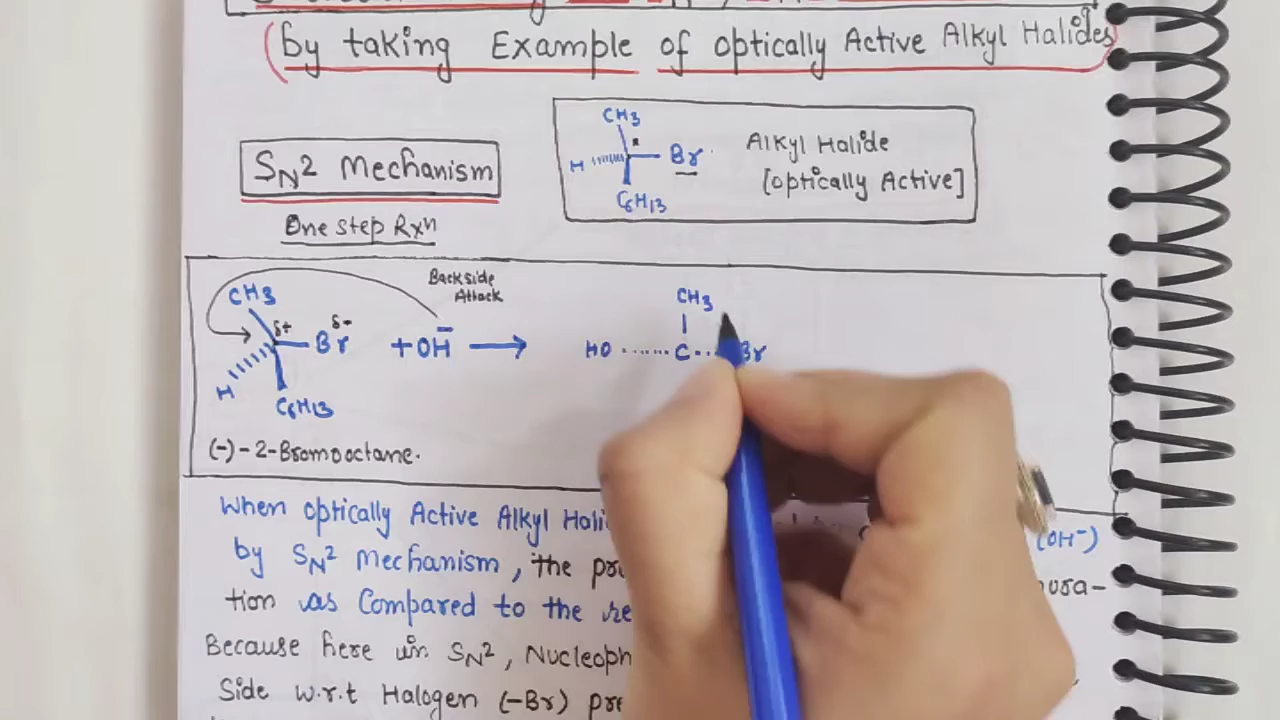 by taking Example of optically Active Alkyl Halides
CH3
H
Br
C6H13
Alkyl Halide
[optically Active]
SN2 Mechanism
One step Rxn
Backside
Attack
CH3
δ+
δ-
Br
H
C6H13
+ OH-
CH3
HO ...... C ... Br
(-)-2-Bromooctane.
When optically Active Alkyl
(OH-)
by SN2 Mechanism, the
tion as Compared to the
Because here in SN2,
Side w.r.t Halogen (-Br)